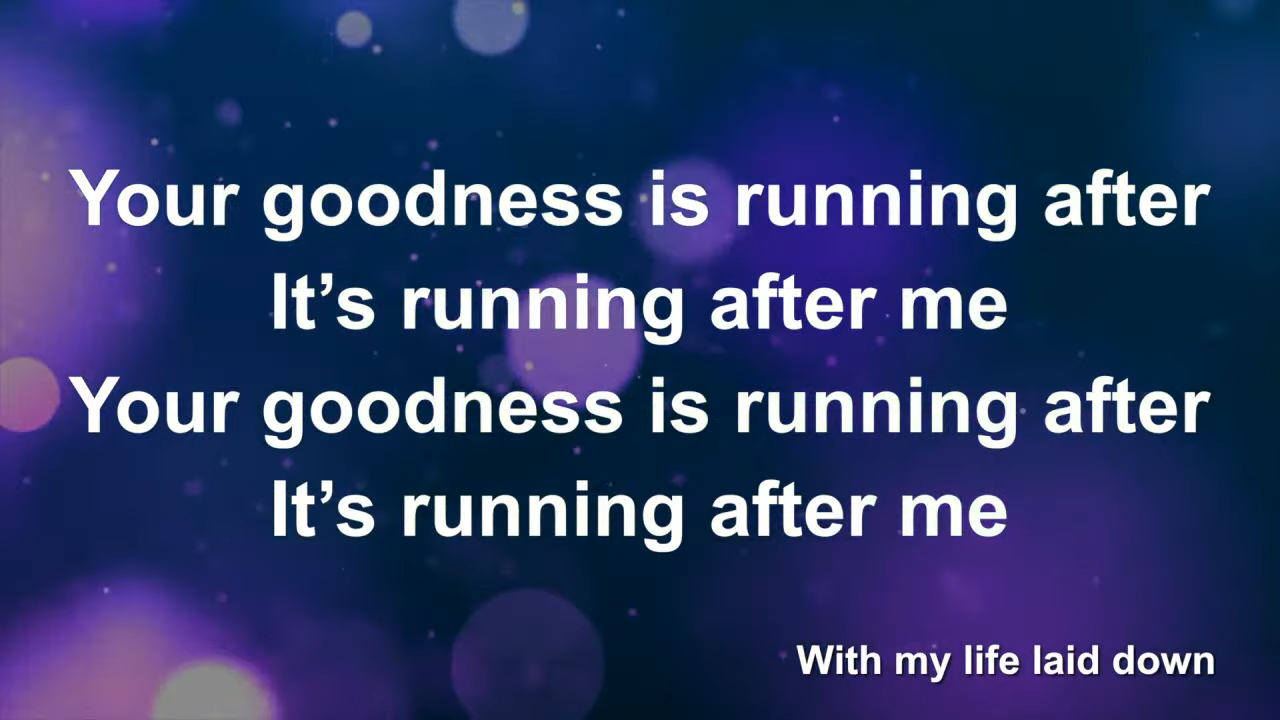 Your goodness is running after
It’s running after me
Your goodness is running after
It’s running after me
With my life laid down